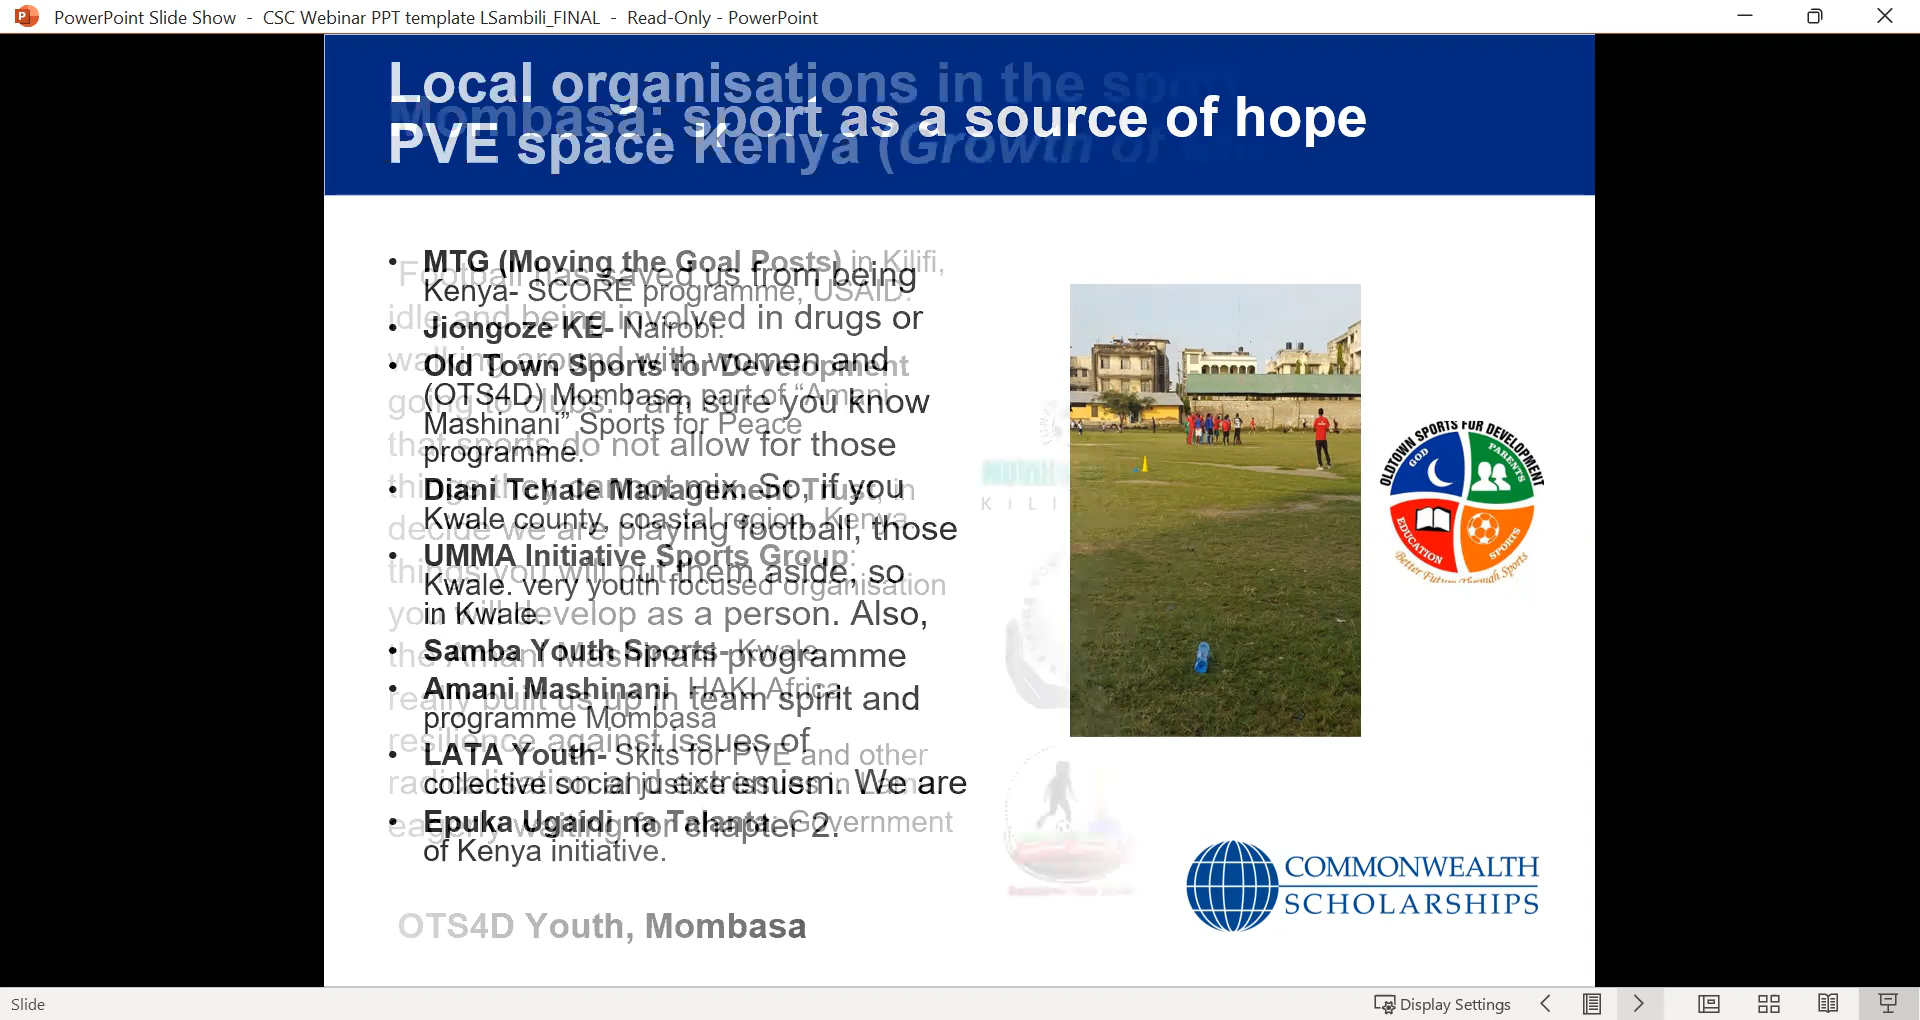 PowerPoint Slide Show - CSC Webinar PPT template LSambili_FINAL - Read-Only - PowerPoint
Local organisations in the sport
PVE space Kenya (Growth of
Mombasa: sport as a source of hope
• MTG (Moving the Goal Posts) in Kilifi,
Kenya- SCORE programme, USAID.
• Jiongoze KE- Nairobi.
• Old Town Sports for Development
(OTS4D) Mombasa, part of “Amani
Mashinani” Sports for Peace
programme.
• Diani Tchale Management Trust, in
Kwale county, coastal region, Kenya.
• UMMA Initiative Sports Group:
Kwale. very youth focused organisation
in Kwale.
• Samba Youth Sports- Kwale
• Amani Mashinani, HAKI Africa
programme Mombasa
• LATA Youth- Skits for PVE and other
collective social justice issues in Lamu
• Epuka Ugaidi na Talanta: Government
of Kenya initiative.
Football has saved us from being
idle and being involved in drugs or
walking around with women and
going to clubs. I am sure you know
that sports do not allow for those
things they cannot mix. So, if you
decide we are playing football, those
things you will put them aside, so
you will develop as a person. Also,
the Amani Mashinani programme
really built us up in team spirit and
resilience against issues of
radicalisation and extremism. We are
eagerly waiting for chapter 2.
OTS4D Youth, Mombasa
KILI
OLDTOWN SPORTS FOR DEVELOPMENT
GOD
PARENTS
EDUCATION
SPORTS
Better Future Through Sports
COMMONWEALTH
SCHOLARSHIPS
Slide
Display Settings